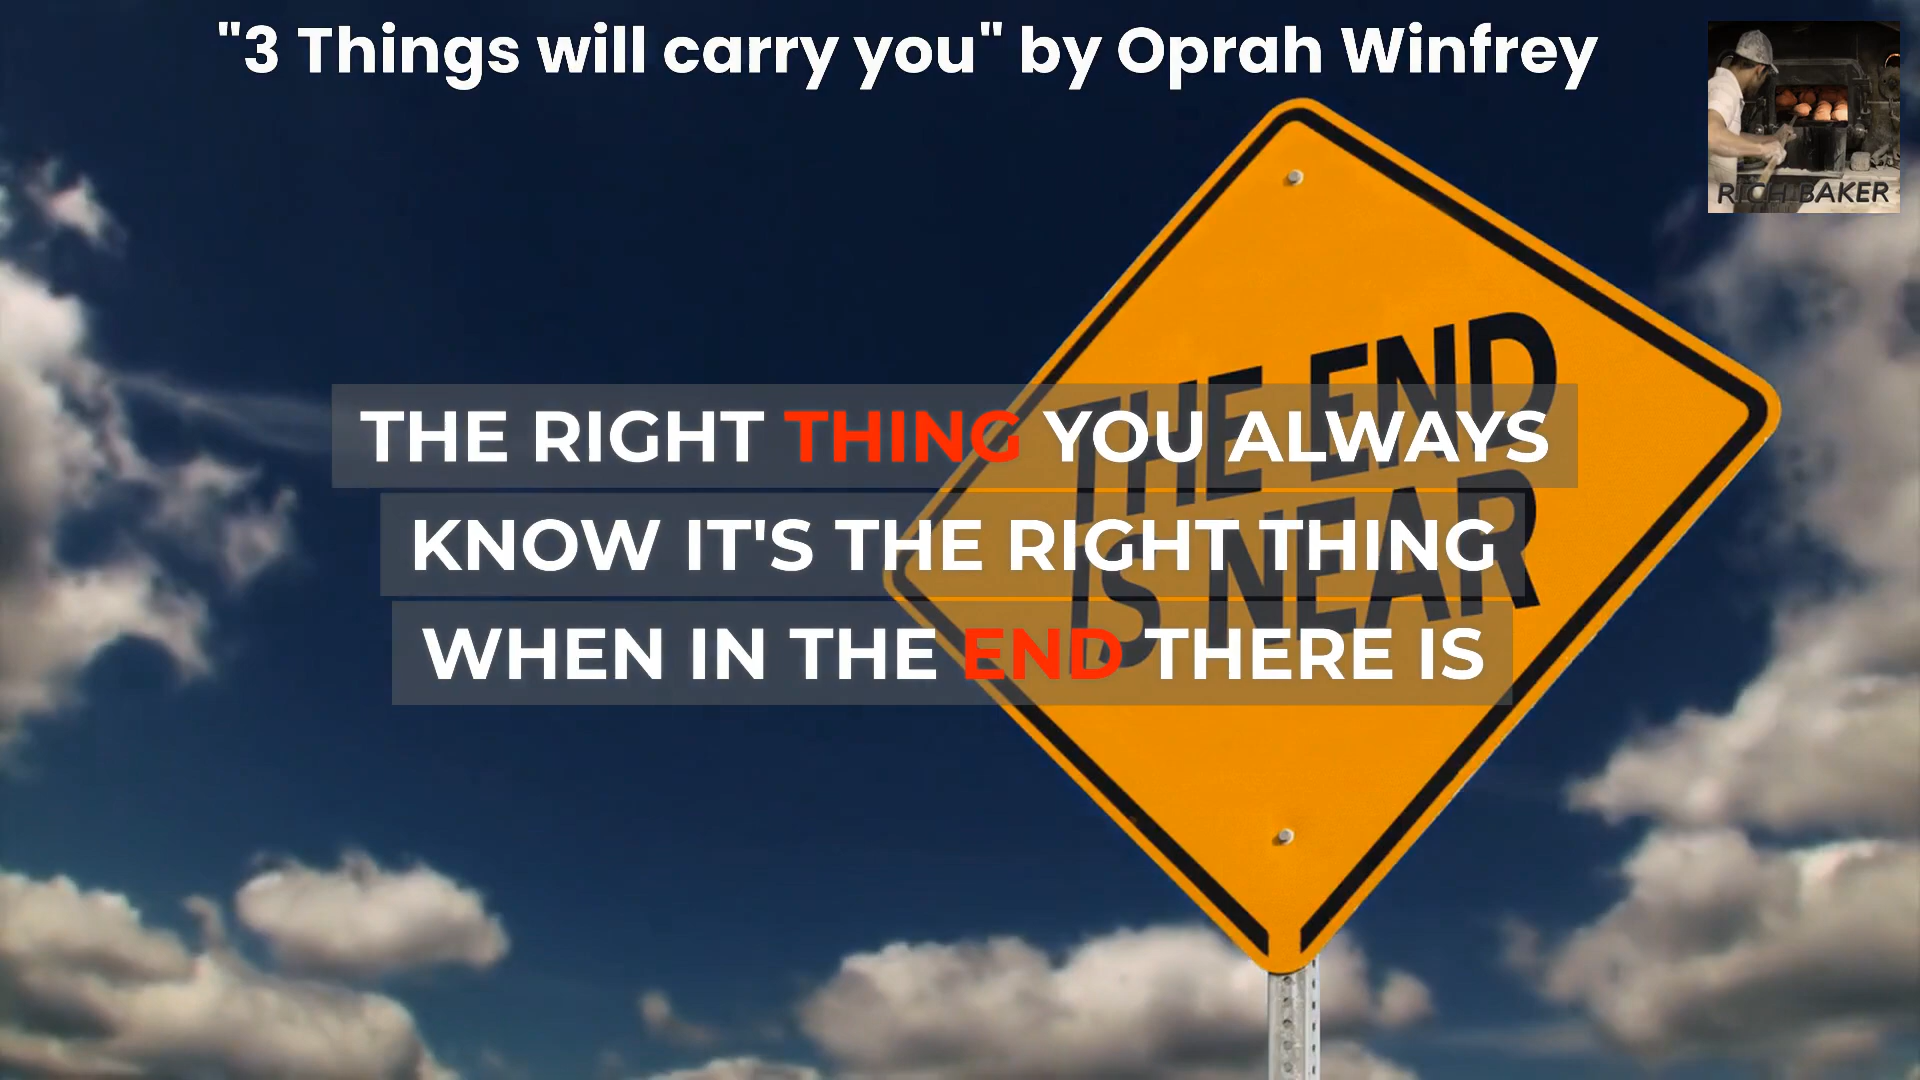 "3 Things will carry you" by Oprah Winfrey
RICH BAKER
THE END
IS NEAR
THE RIGHT THING YOU ALWAYS
KNOW IT'S THE RIGHT THING
WHEN IN THE END THERE IS